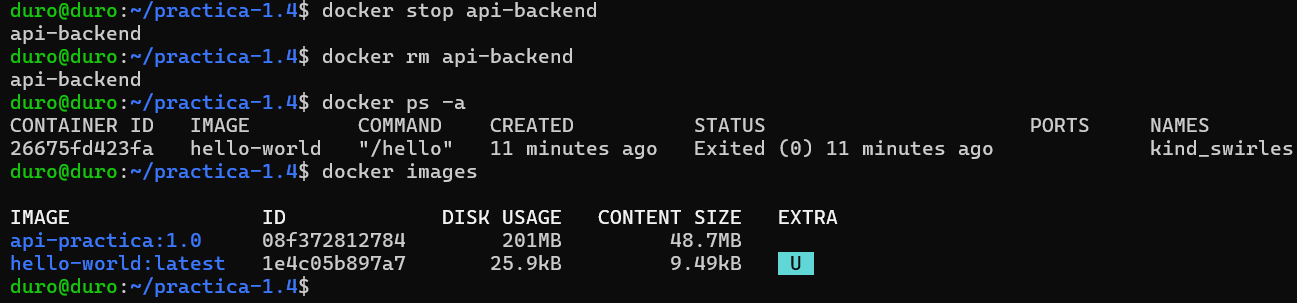 duro@duro:~/practica-1.4$ docker stop api-backend
api-backend
duro@duro:~/practica-1.4$ docker rm api-backend
api-backend
duro@duro:~/practica-1.4$ docker ps -a
CONTAINER ID   IMAGE         COMMAND    CREATED          STATUS                      PORTS     NAMES
26675fd423fa   hello-world   "/hello"   11 minutes ago   Exited (0) 11 minutes ago             kind_swirles
duro@duro:~/practica-1.4$ docker images
IMAGE                ID             DISK USAGE   CONTENT SIZE   EXTRA
api-practica:1.0     08f372812784        201MB         48.7MB
hello-world:latest   1e4c05b897a7       25.9kB         9.49kB    U
duro@duro:~/practica-1.4$